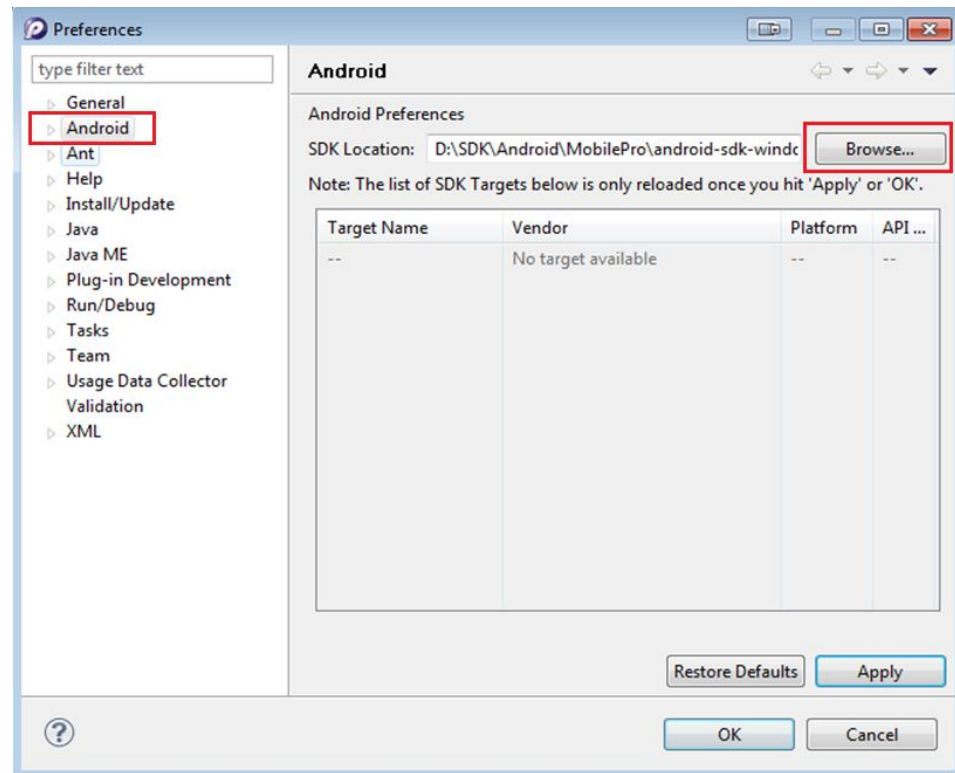 Preferences
type filter text
General
Android
Ant
Help
Install/Update
Java
Java ME
Plug-in Development
Run/Debug
Tasks
Team
Usage Data Collector
Validation
XML
Android
Android Preferences
SDK Location: D:\SDK\Android\MobilePro\android-sdk-windc Browse...
Note: The list of SDK Targets below is only reloaded once you hit 'Apply' or 'OK'.
Target Name Vendor Platform API ...
-- No target available -- --
Restore Defaults Apply
? OK Cancel